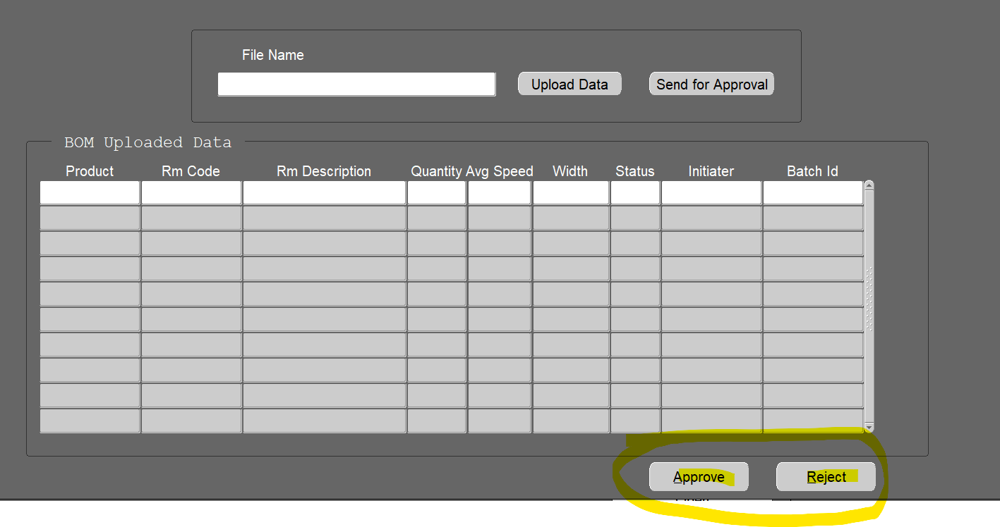 File Name
Upload Data Send for Approval
BOM Uploaded Data
Product Rm Code Rm Description Quantity Avg Speed Width Status Initiater Batch Id
Approve Reject